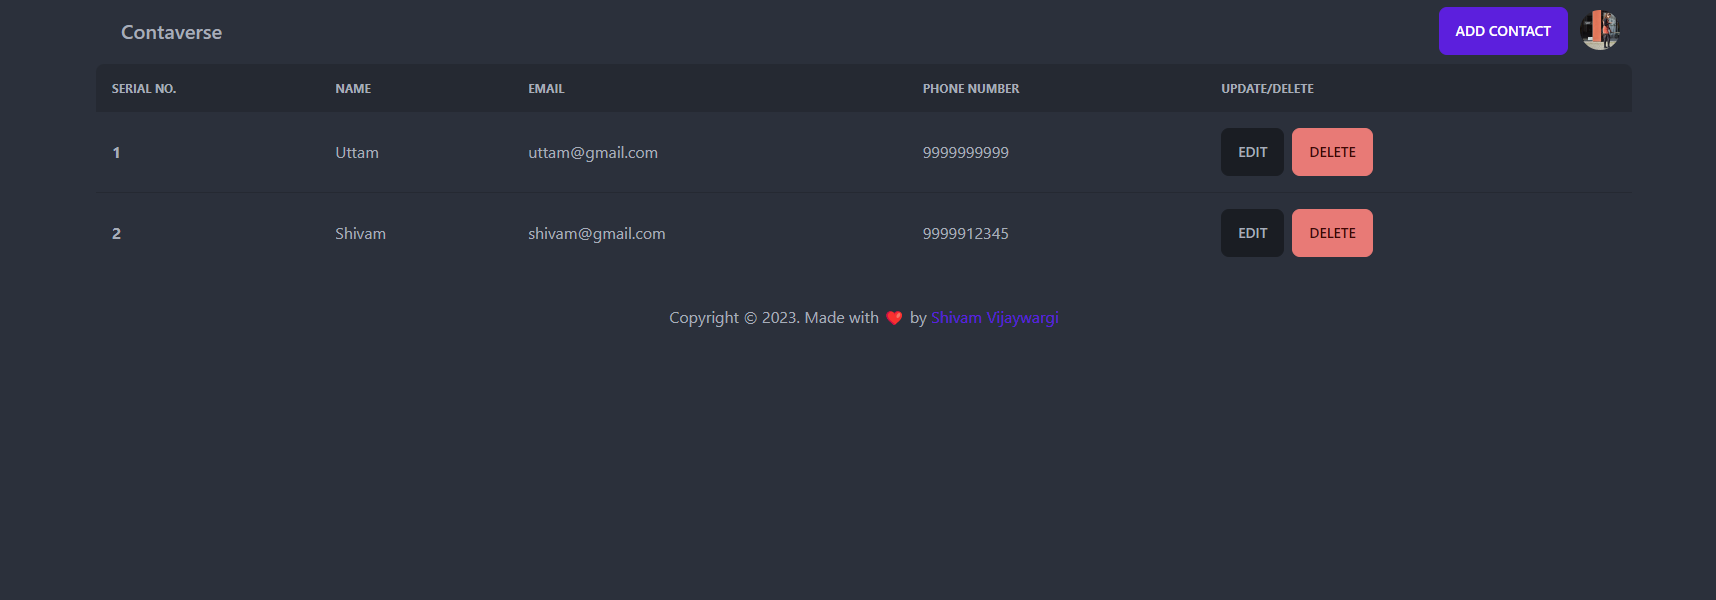 Contaverse
ADD CONTACT
SERIAL NO. NAME EMAIL PHONE NUMBER UPDATE/DELETE
1 Uttam uttam@gmail.com 9999999999 EDIT DELETE
2 Shivam shivam@gmail.com 9999912345 EDIT DELETE
Copyright © 2023. Made with ❤️ by Shivam Vijaywargi